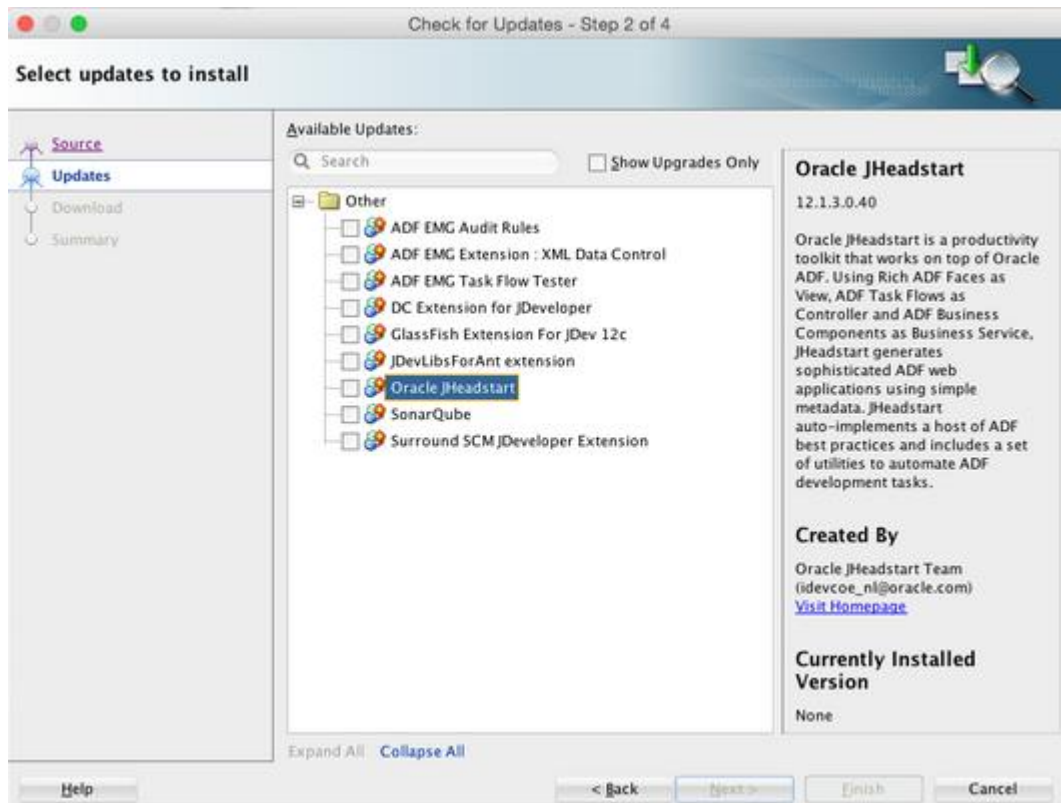 Check for Updates - Step 2 of 4
Select updates to install
Source
Updates
Download
Summary
Available Updates:
Search
Show Upgrades Only
Other
ADF EMG Audit Rules
ADF EMG Extension : XML Data Control
ADF EMG Task Flow Tester
DC Extension for JDeveloper
GlassFish Extension For JDev 12c
JDevLibsForAnt extension
Oracle JHeadstart
SonarQube
Surround SCM JDeveloper Extension
Expand All Collapse All
Oracle JHeadstart
12.1.3.0.40
Oracle JHeadstart is a productivity
toolkit that works on top of Oracle
ADF. Using Rich ADF Faces as
View, ADF Task Flows as
Controller and ADF Business
Components as Business Service,
JHeadstart generates
sophisticated ADF web
applications using simple
metadata. JHeadstart
auto-implements a host of ADF
best practices and includes a set
of utilities to automate ADF
development tasks.
Created By
Oracle JHeadstart Team
(idevcoe_nl@oracle.com)
Visit Homepage
Currently Installed
Version
None
Help
< Back
Next >
Finish
Cancel